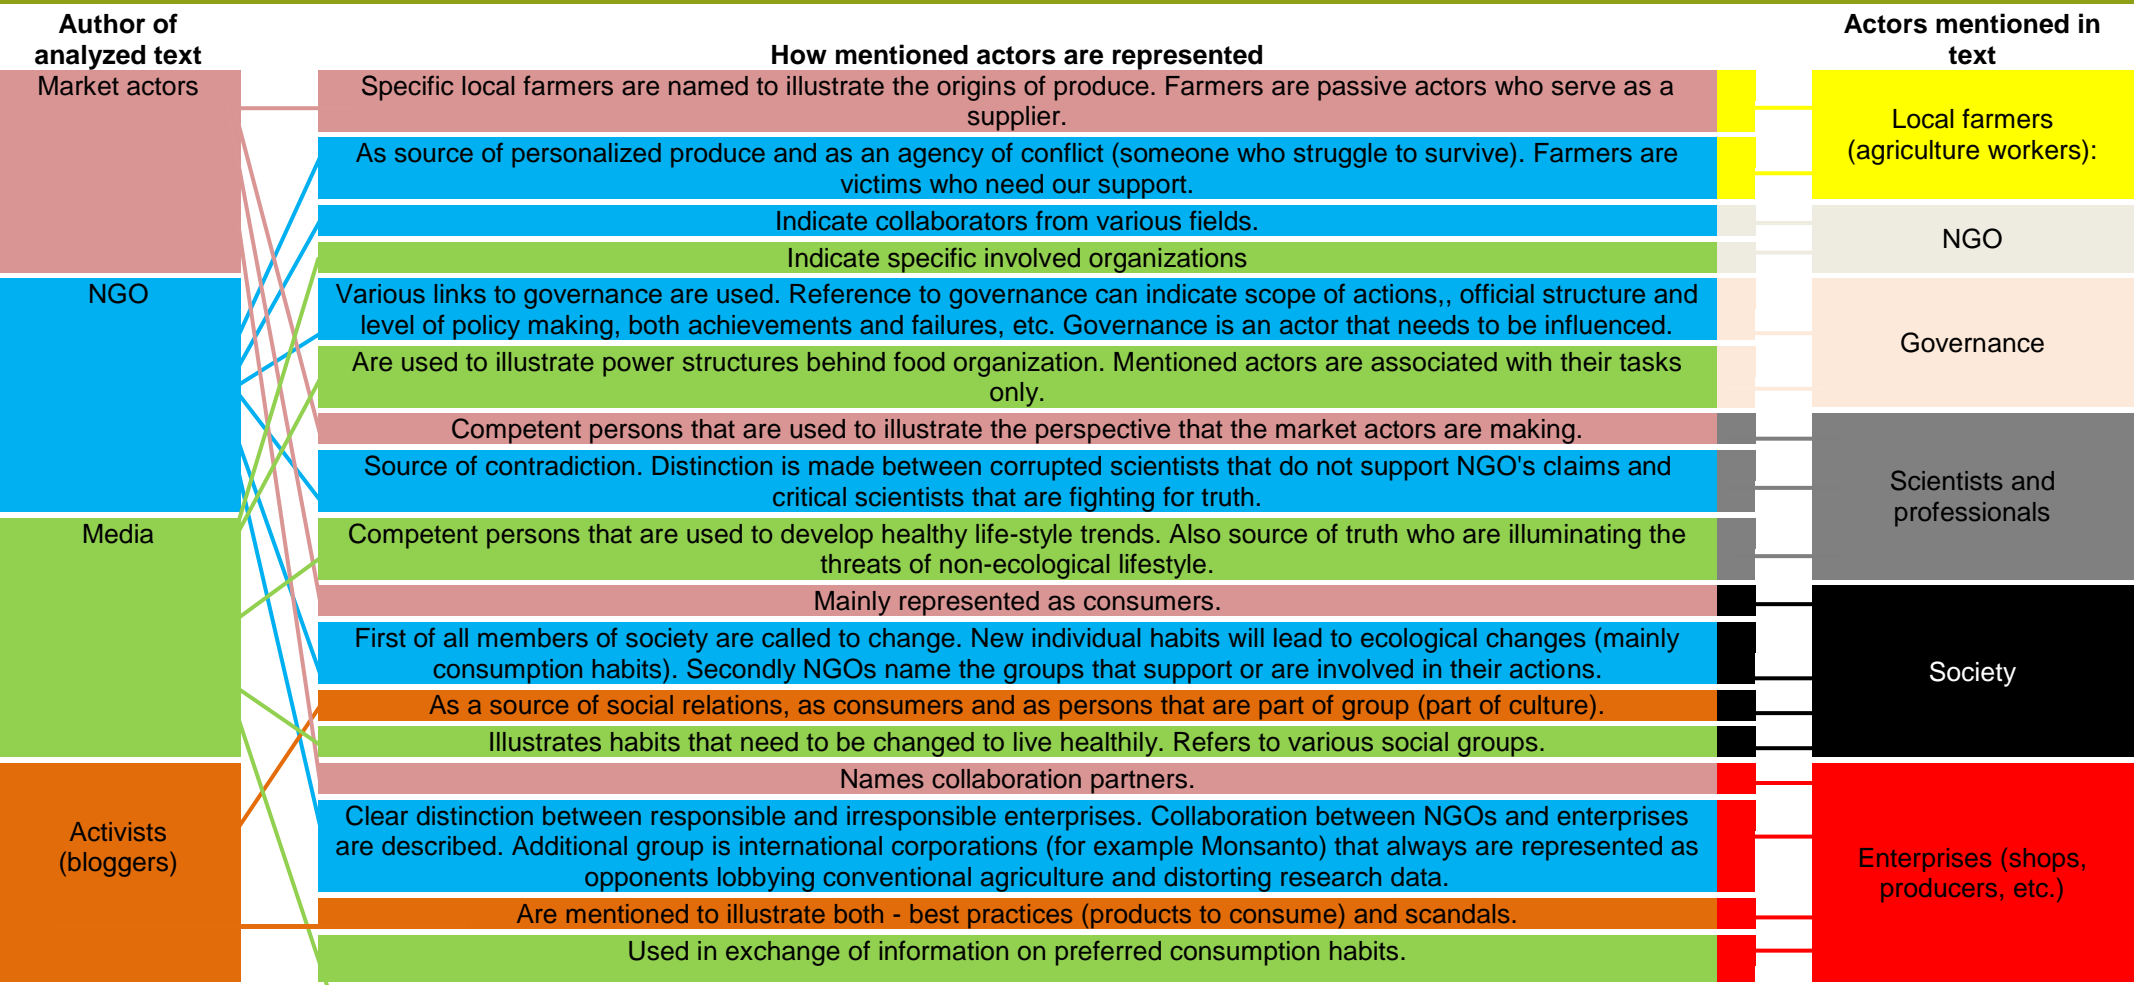 Author of
analyzed text
How mentioned actors are represented
Actors mentioned in
text
Market actors
NGO
Media
Activists
(bloggers)
Specific local farmers are named to illustrate the origins of produce. Farmers are passive actors who serve as a
supplier.
As source of personalized produce and as an agency of conflict (someone who struggle to survive). Farmers are
victims who need our support.
Indicate collaborators from various fields.
Indicate specific involved organizations
Various links to governance are used. Reference to governance can indicate scope of actions,, official structure and
level of policy making, both achievements and failures, etc. Governance is an actor that needs to be influenced.
Are used to illustrate power structures behind food organization. Mentioned actors are associated with their tasks
only.
Competent persons that are used to illustrate the perspective that the market actors are making.
Source of contradiction. Distinction is made between corrupted scientists that do not support NGO's claims and
critical scientists that are fighting for truth.
Competent persons that are used to develop healthy life-style trends. Also source of truth who are illuminating the
threats of non-ecological lifestyle.
Mainly represented as consumers.
First of all members of society are called to change. New individual habits will lead to ecological changes (mainly
consumption habits). Secondly NGOs name the groups that support or are involved in their actions.
As a source of social relations, as consumers and as persons that are part of group (part of culture).
Illustrates habits that need to be changed to live healthily. Refers to various social groups.
Names collaboration partners.
Clear distinction between responsible and irresponsible enterprises. Collaboration between NGOs and enterprises
are described. Additional group is international corporations (for example Monsanto) that always are represented as
opponents lobbying conventional agriculture and distorting research data.
Are mentioned to illustrate both - best practices (products to consume) and scandals.
Used in exchange of information on preferred consumption habits.
Local farmers
(agriculture workers):
NGO
Governance
Scientists and
professionals
Society
Enterprises (shops,
producers, etc.)